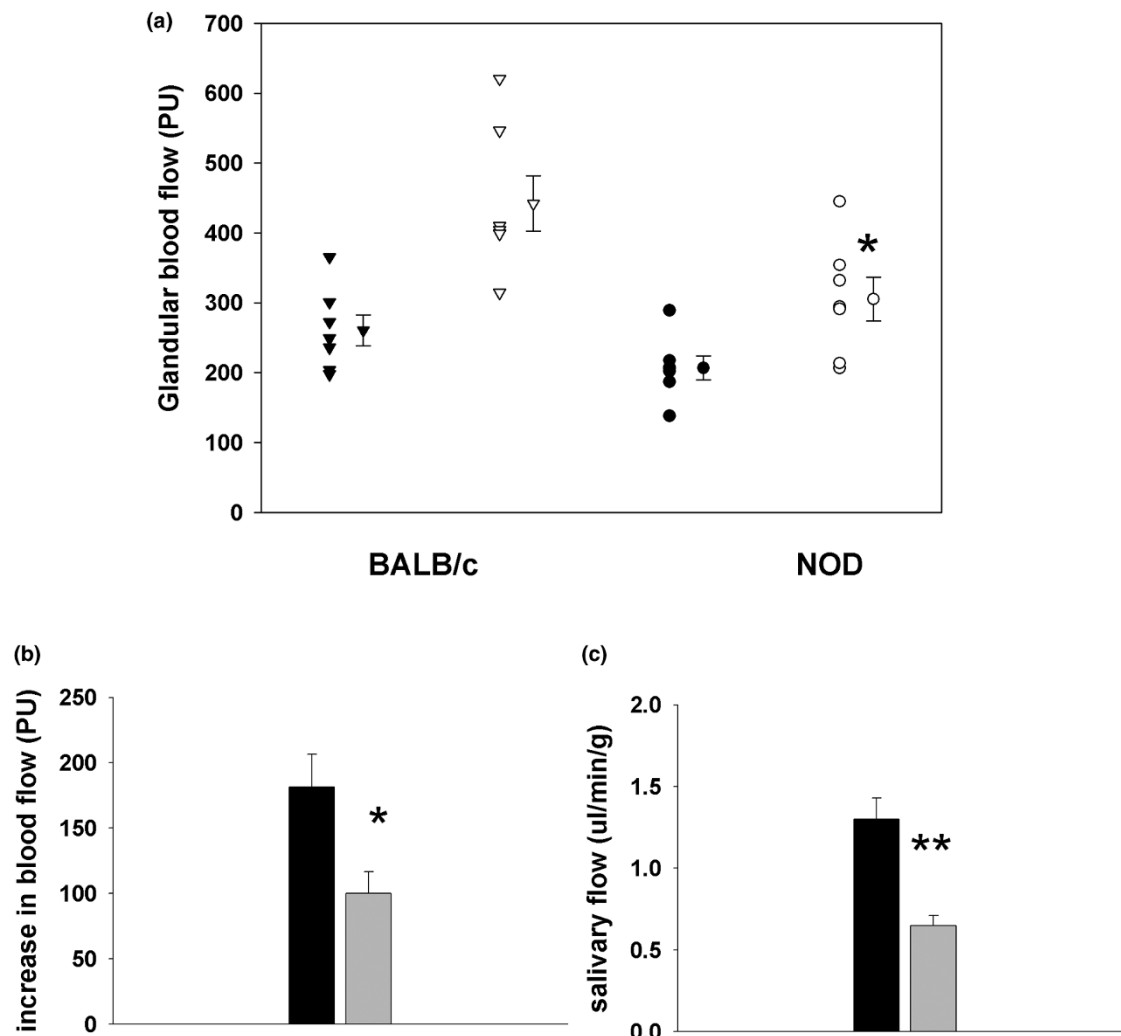 (a)
Glandular blood flow (PU)
700
600
500
400
300
200
100
0
*
BALB/c
NOD
(b)
increase in blood flow (PU)
250
200
150
100
50
0
*
(c)
salivary flow (ul/min/g)
2.0
1.5
1.0
0.5
0.0
**